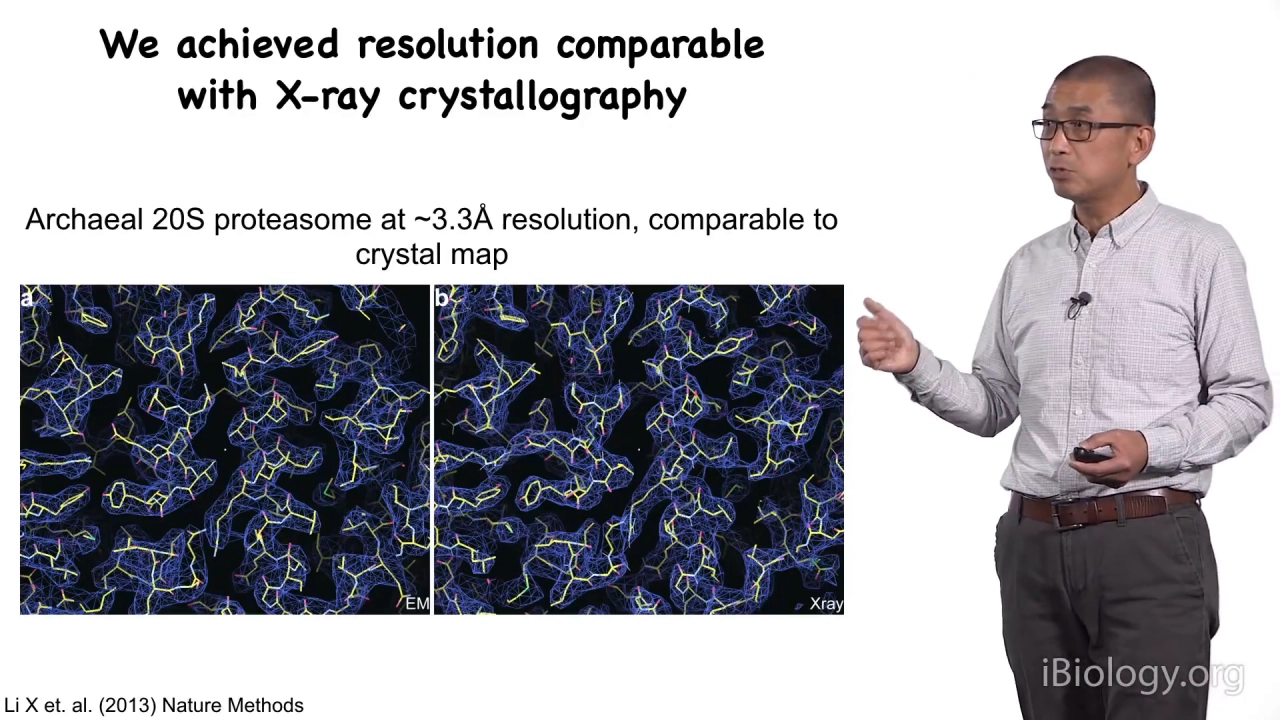 We achieved resolution comparable
with X-ray crystallography
Archaeal 20S proteasome at ~3.3Å resolution, comparable to
crystal map
a
b
EM
Xray
iBiology.org
Li X et. al. (2013) Nature Methods